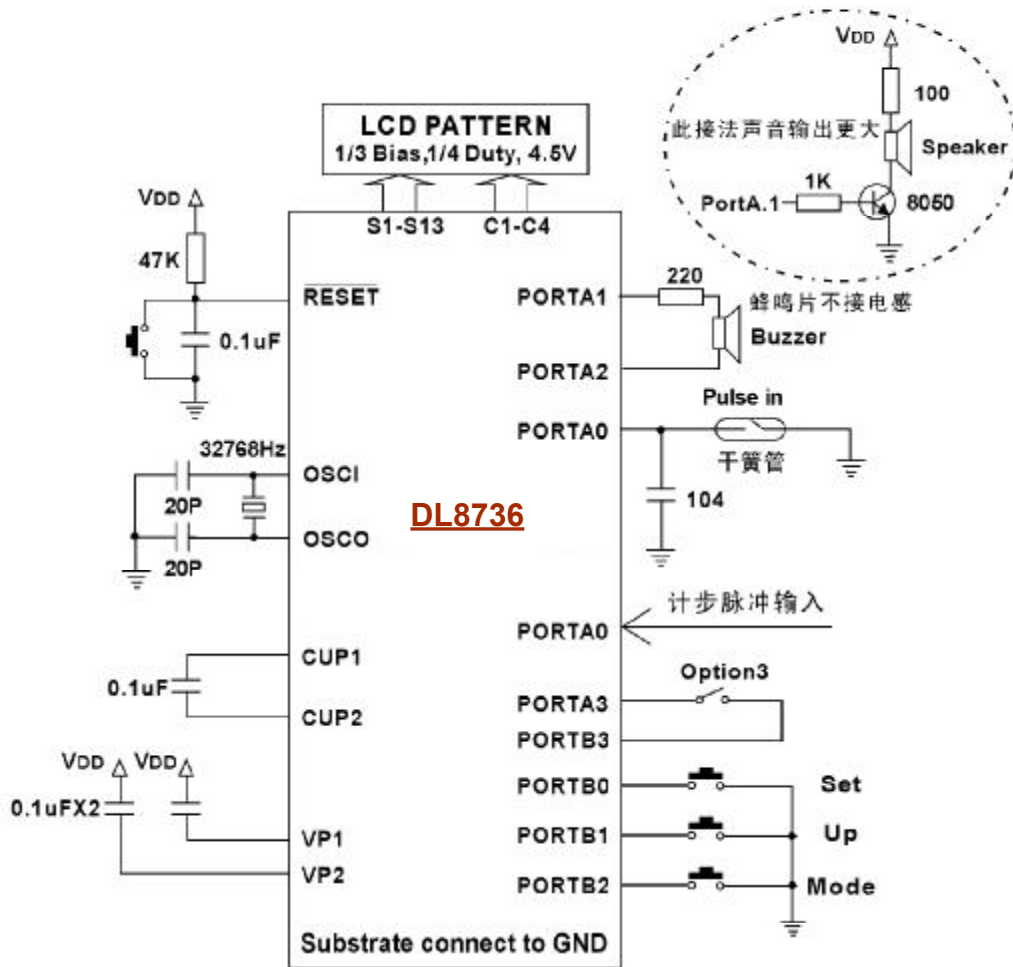 VDD
100
此接法声音输出更大
Speaker
1K
PortA.1
8050
LCD PATTERN
1/3 Bias,1/4 Duty, 4.5V
S1-S13
C1-C4
VDD
47K
RESET
0.1uF
PORTA1
220
蜂鸣片不接电感
Buzzer
PORTA2
Pulse in
PORTA0
干簧管
104
32768Hz
OSCI
20P
OSCO
20P
DL8736
计步脉冲输入
PORTA0
CUP1
0.1uF
CUP2
Option3
PORTA3
PORTB3
VDD
VDD
0.1uFX2
VP1
VP2
PORTB0
Set
PORTB1
Up
PORTB2
Mode
Substrate connect to GND